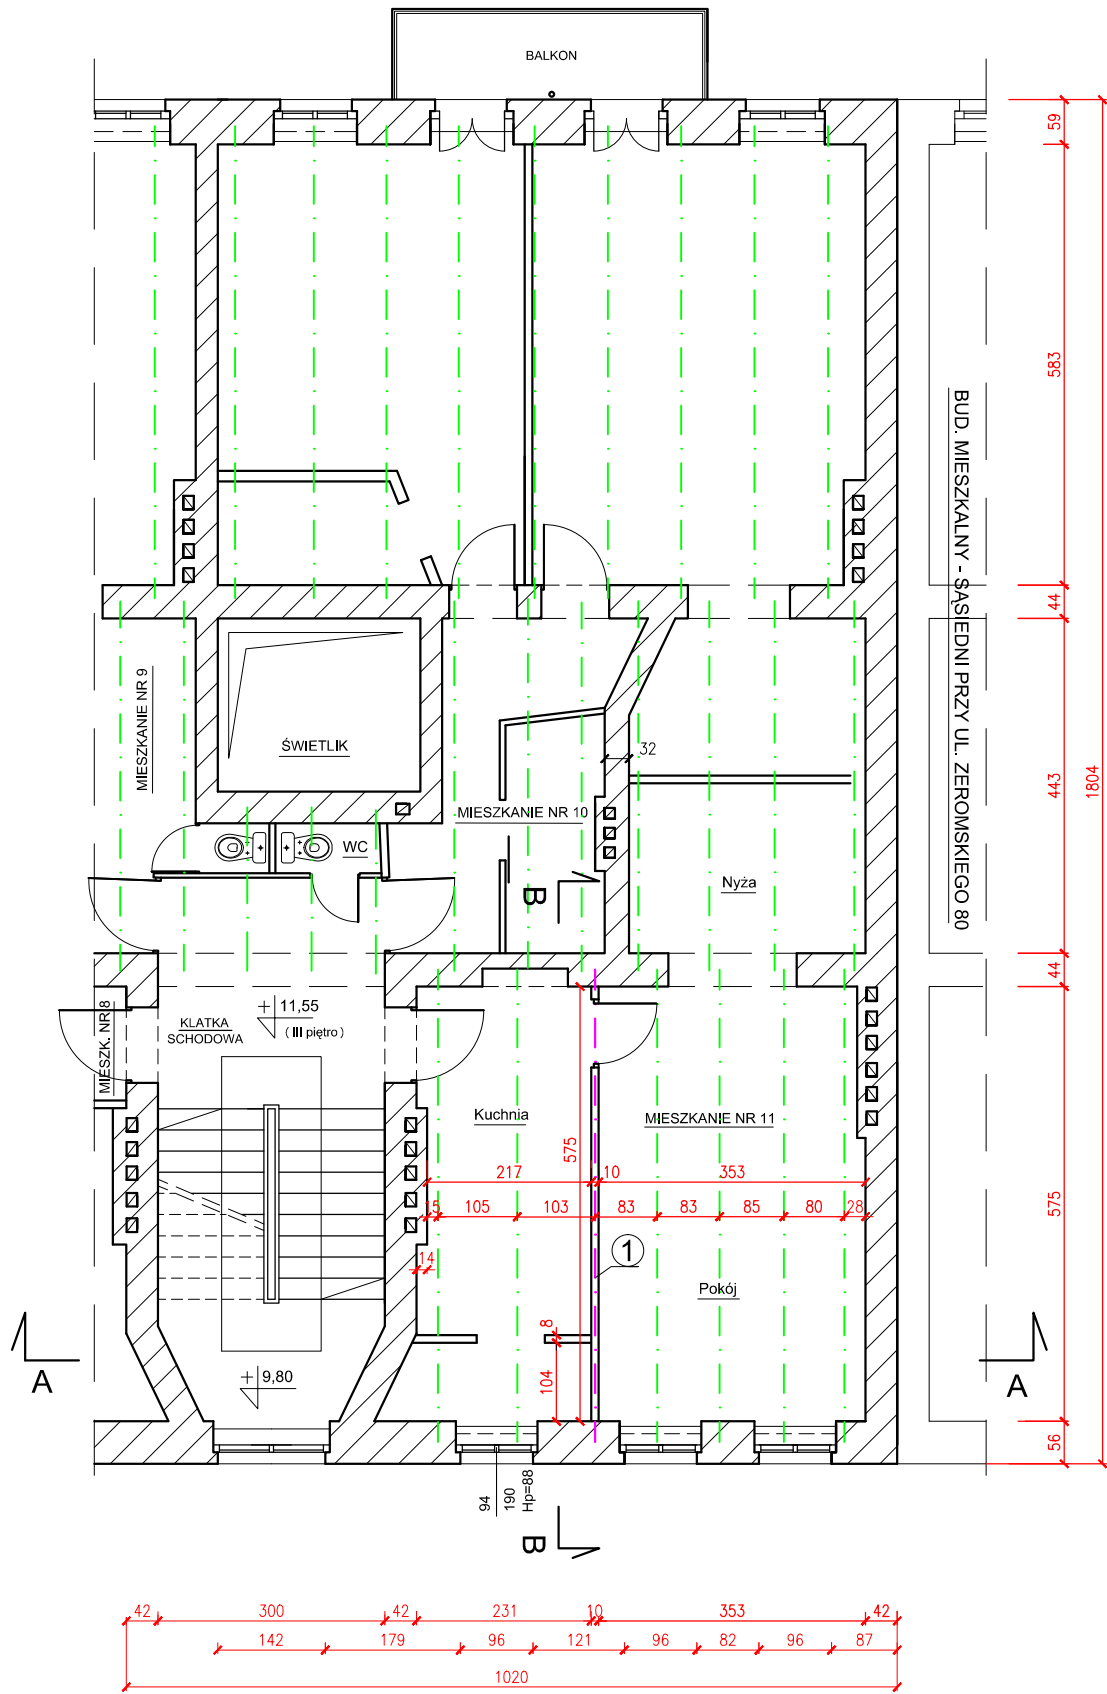 BALKON
59
583
BUD. MIESZKALNY - SĄSIEDNI PRZY UL. ŻEROMSKIEGO 80
44
MIESZKANIE NR 9
ŚWIETLIK
32
443
1804
MIESZKANIE NR 10
WC
Nyża
B
44
MIESZK. NR 8
KLATKA
SCHODOWA
+ 11,55
( III piętro )
Kuchnia
MIESZKANIE NR 11
575
217
10
353
575
15
105
103
83
83
85
80
28
14
1
Pokój
8
104
+ 9,80
A
A
56
94
190
Hp=88
B
42
300
42
231
10
353
42
142
179
96
121
96
82
96
87
1020